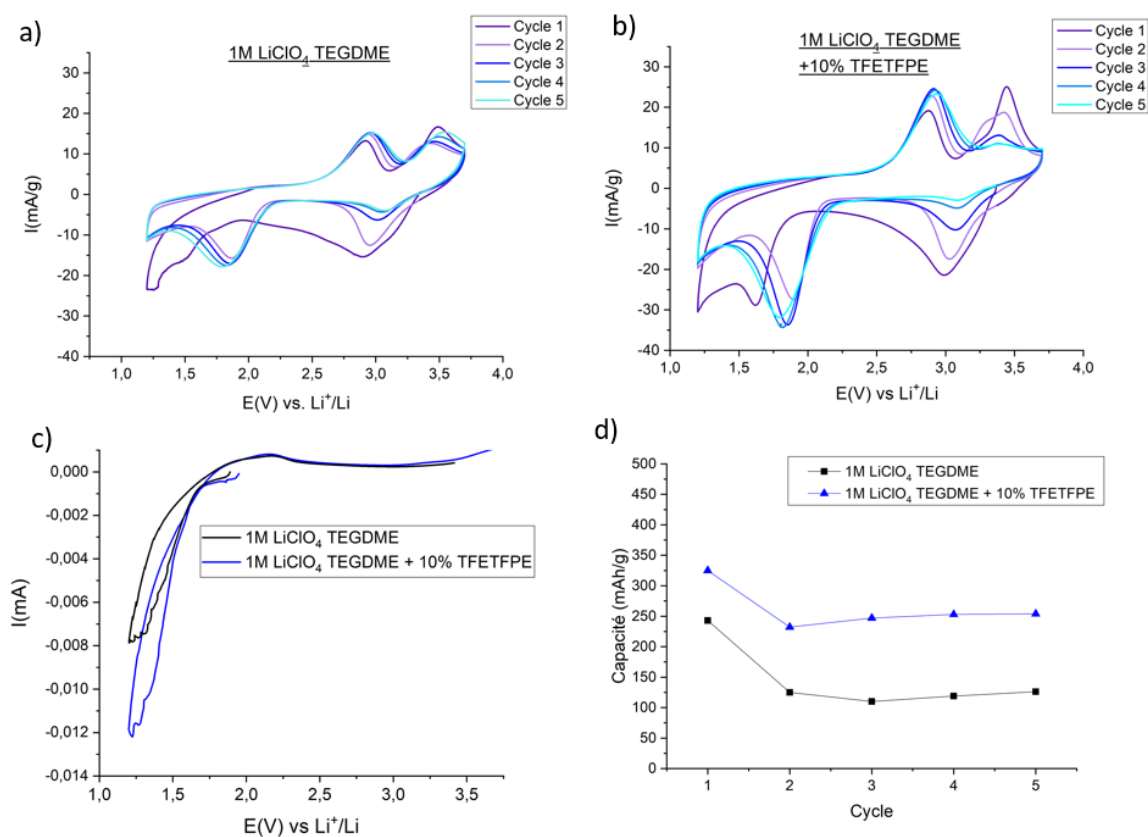 a)
1M LiClO4 TEGDME
Cycle 1
Cycle 2
Cycle 3
Cycle 4
Cycle 5
I(mA/g)
30
20
10
0
-10
-20
-30
-40
1,0
1,5
2,0
2,5
3,0
3,5
4,0
E(V) vs. Li+/Li
b)
1M LiClO4 TEGDME
+10% TFETFPE
Cycle 1
Cycle 2
Cycle 3
Cycle 4
Cycle 5
I(mA/g)
30
20
10
0
-10
-20
-30
-40
1,0
1,5
2,0
2,5
3,0
3,5
4,0
E(V) vs Li+/Li
c)
1M LiClO4 TEGDME
1M LiClO4 TEGDME + 10% TFETFPE
I(mA)
0,000
-0,002
-0,004
-0,006
-0,008
-0,010
-0,012
-0,014
1,0
1,5
2,0
2,5
3,0
3,5
E(V) vs Li+/Li
d)
1M LiClO4 TEGDME
1M LiClO4 TEGDME + 10% TFETFPE
Capacité (mAh/g)
500
450
400
350
300
250
200
150
100
50
0
1
2
3
4
5
Cycle